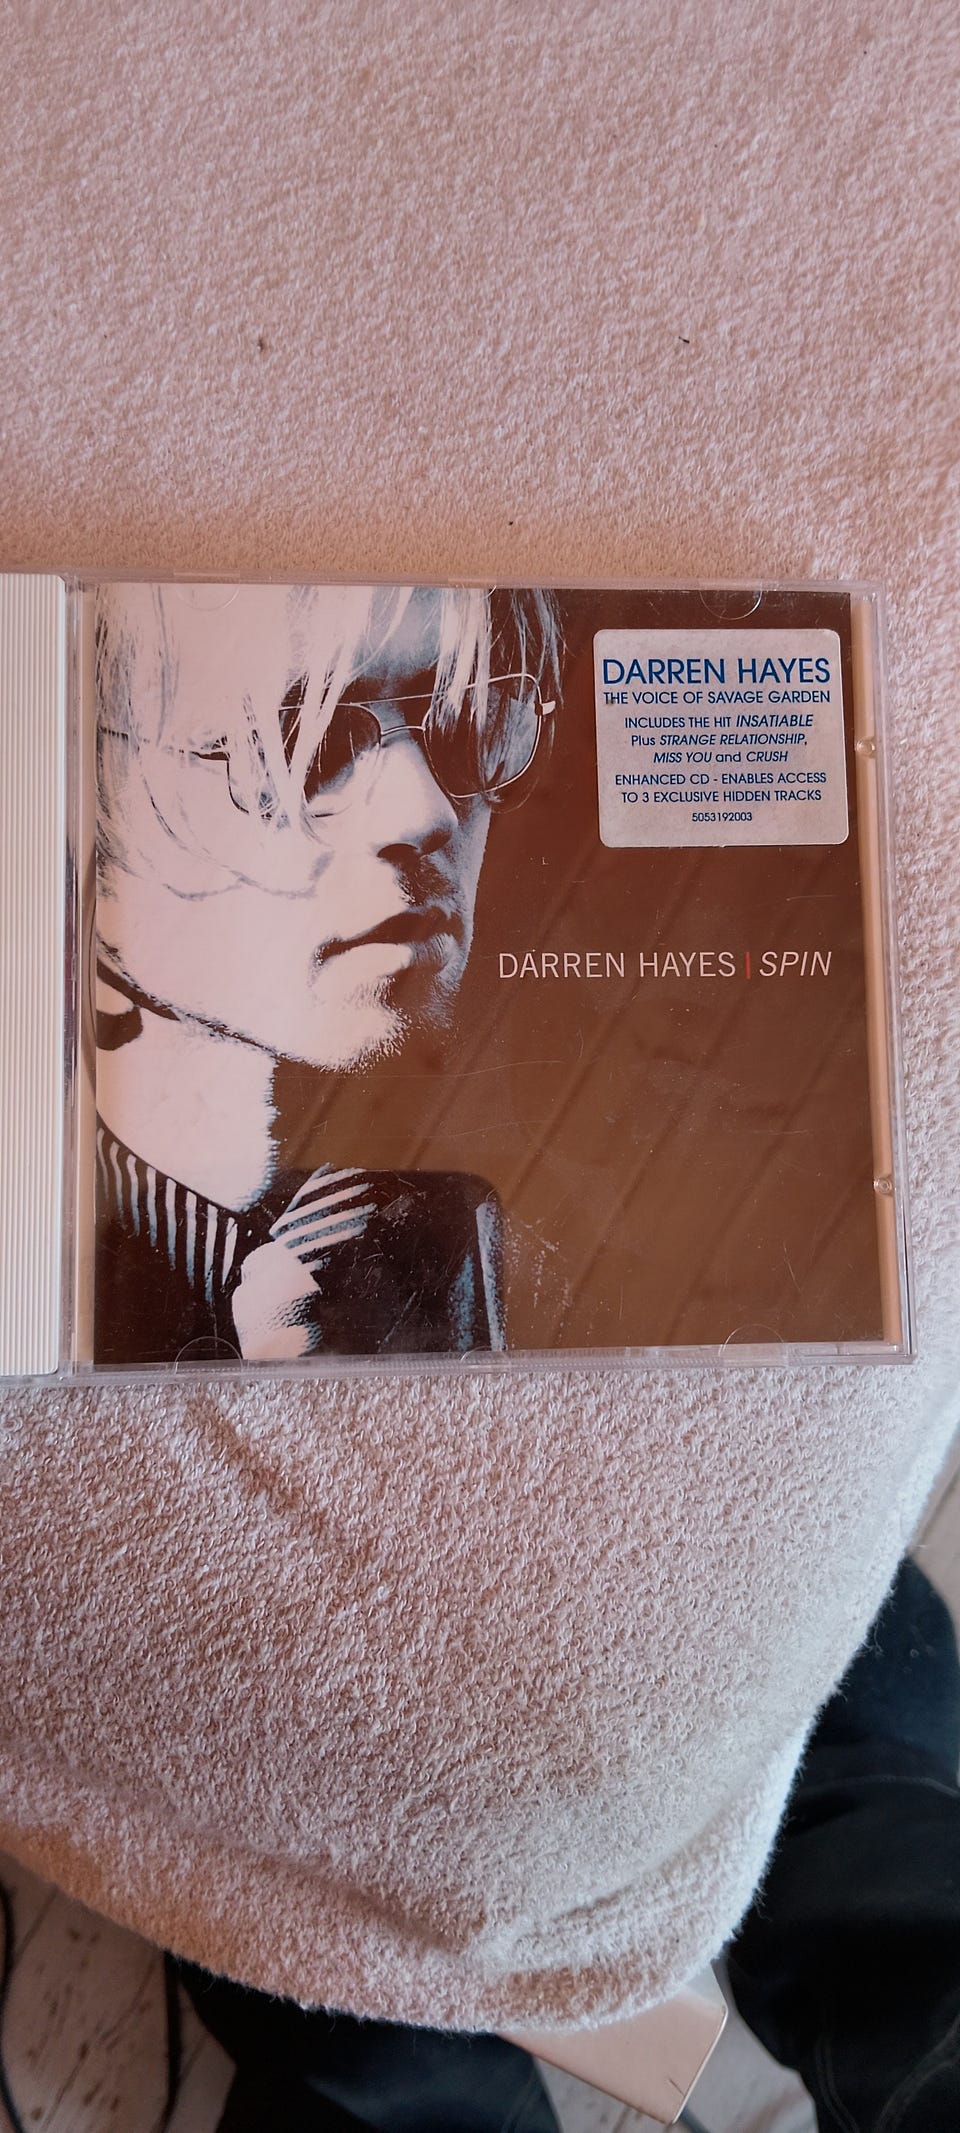 DARREN HAYES
THE VOICE OF SAVAGE GARDEN
INCLUDES THE HIT INSATIABLE
Plus STRANGE RELATIONSHIP,
MISS YOU and CRUSH
ENHANCED CD - ENABLES ACCESS
TO 3 EXCLUSIVE HIDDEN TRACKS
5053192003
DARREN HAYES | SPIN